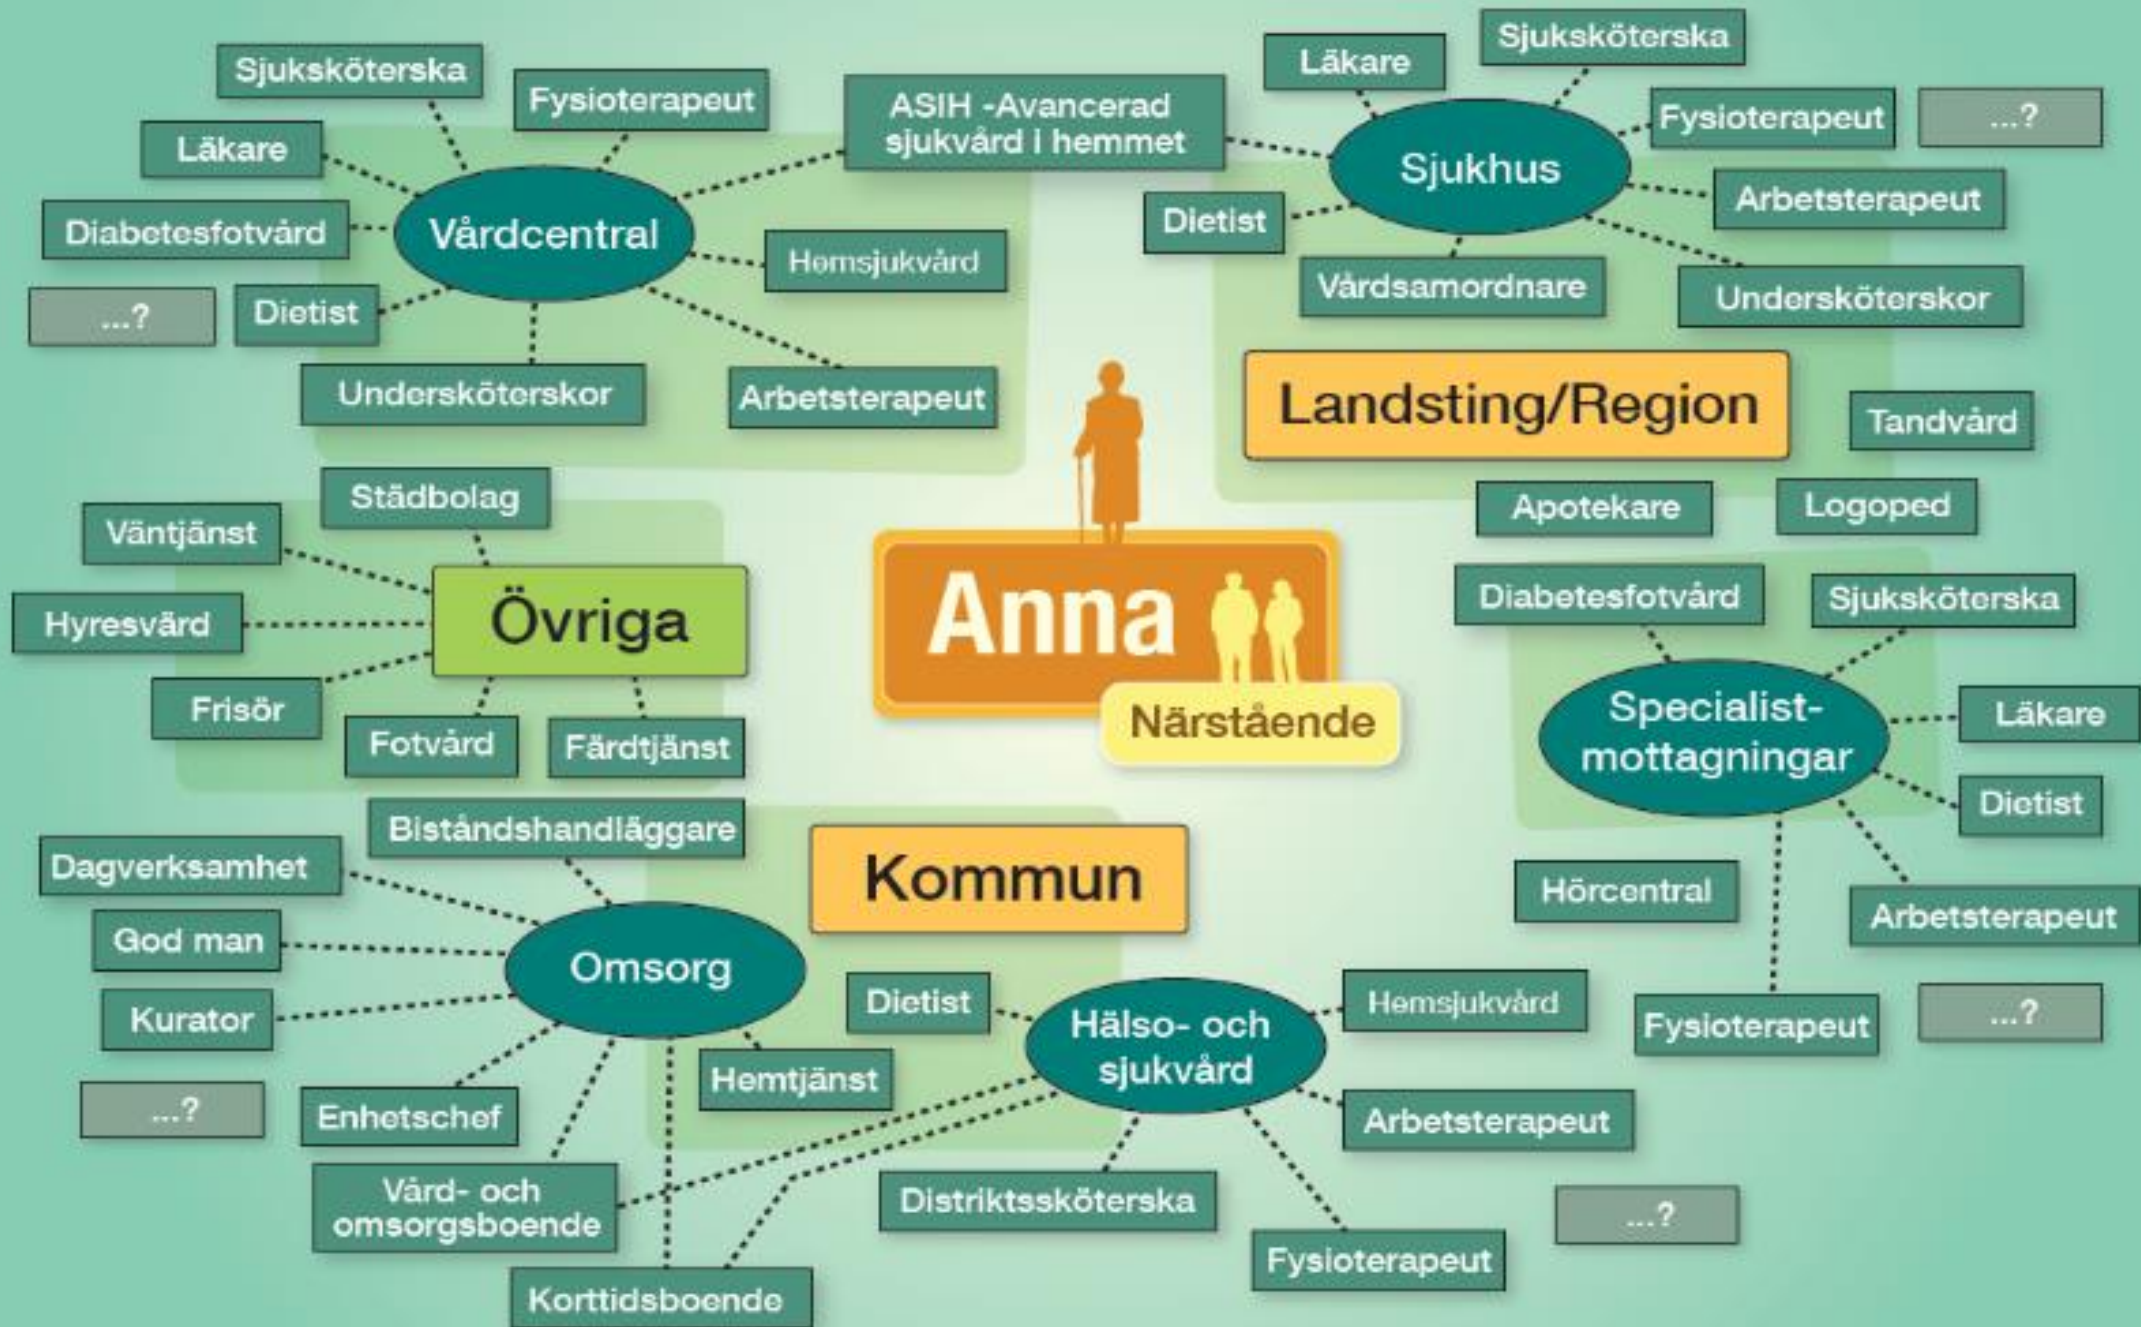 Sjuksköterska
Fysioterapeut
Läkare
Diabetesfotvård
Vårdcentral
...?
Dietist
Undersköterskor
Hemsjukvård
Arbetsterapeut
ASIH -Avancerad
sjukvård i hemmet
Läkare
Sjuksköterska
Fysioterapeut
...?
Sjukhus
Arbetsterapeut
Dietist
Vårdsamordnare
Undersköterskor
Landsting/Region
Tandvård
Apotekare
Logoped
Städbolag
Väntjänst
Hyresvärd
Övriga
Frisör
Fotvård
Färdtjänst
Anna
Närstående
Diabetesfotvård
Sjuksköterska
Specialist-
mottagningar
Läkare
Dietist
Hörcentral
Arbetsterapeut
Fysioterapeut
...?
Biståndshandläggare
Dagverksamhet
Kommun
God man
Omsorg
Kurator
...?
Enhetschef
Hemtjänst
Vård- och
omsorgsboende
Korttidsboende
Dietist
Hälso- och
sjukvård
Hemsjukvård
Arbetsterapeut
Distriktssköterska
Fysioterapeut
...?